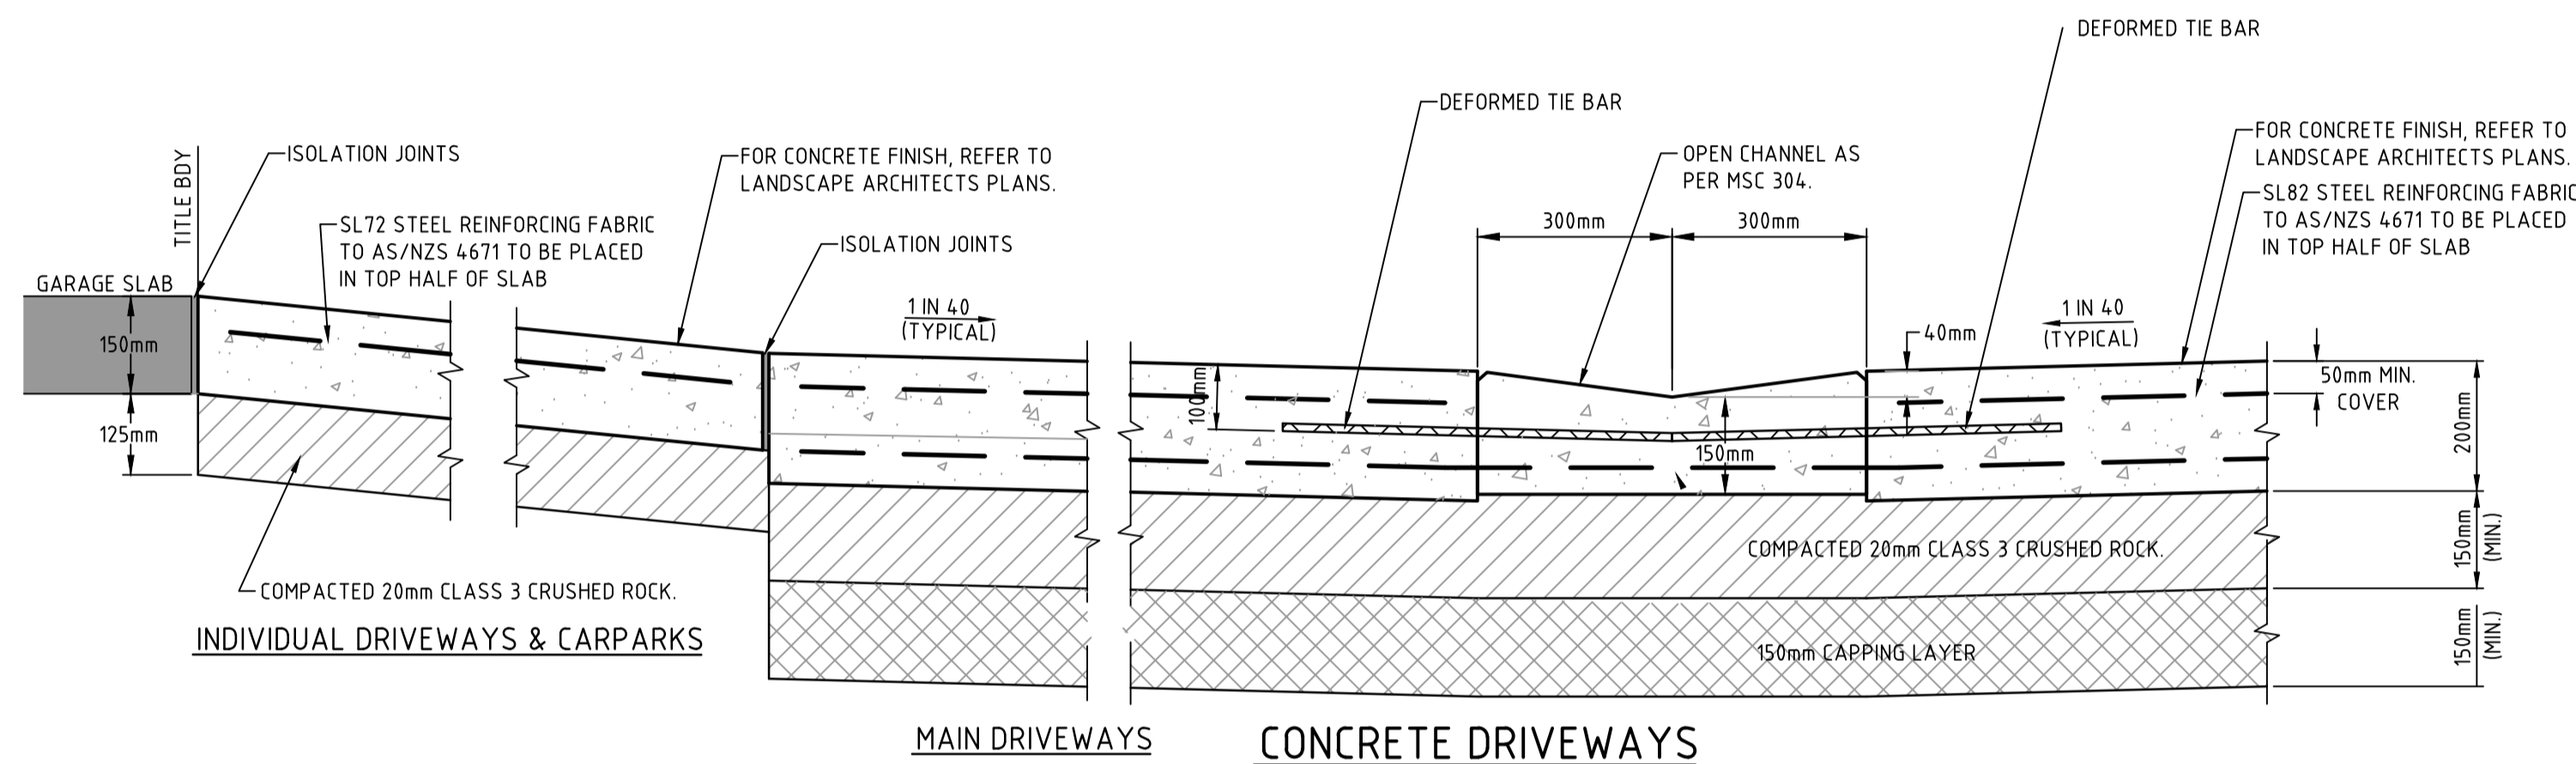 DEFORMED TIE BAR
DEFORMED TIE BAR
TITLE BDY
ISOLATION JOINTS
FOR CONCRETE FINISH, REFER TO
LANDSCAPE ARCHITECTS PLANS.
OPEN CHANNEL AS
PER MSC 304.
FOR CONCRETE FINISH, REFER TO
LANDSCAPE ARCHITECTS PLANS.
SL72 STEEL REINFORCING FABRIC
TO AS/NZS 4671 TO BE PLACED
IN TOP HALF OF SLAB
ISOLATION JOINTS
300mm
300mm
SL82 STEEL REINFORCING FABRIC
TO AS/NZS 4671 TO BE PLACED
IN TOP HALF OF SLAB
GARAGE SLAB
1 IN 40
(TYPICAL)
40mm
1 IN 40
(TYPICAL)
150mm
100mm
50mm MIN.
COVER
125mm
150mm
200mm
COMPACTED 20mm CLASS 3 CRUSHED ROCK.
150mm
(MIN.)
COMPACTED 20mm CLASS 3 CRUSHED ROCK.
INDIVIDUAL DRIVEWAYS & CARPARKS
150mm CAPPING LAYER
150mm
(MIN.)
MAIN DRIVEWAYS
CONCRETE DRIVEWAYS